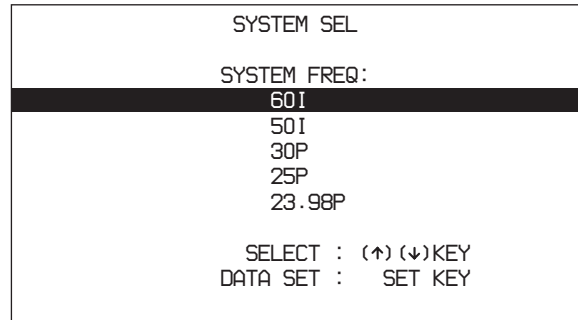 SYSTEM SEL
SYSTEM FREQ:
60I
50I
30P
25P
23.98P
SELECT : (↑)(↓)KEY
DATA SET : SET KEY